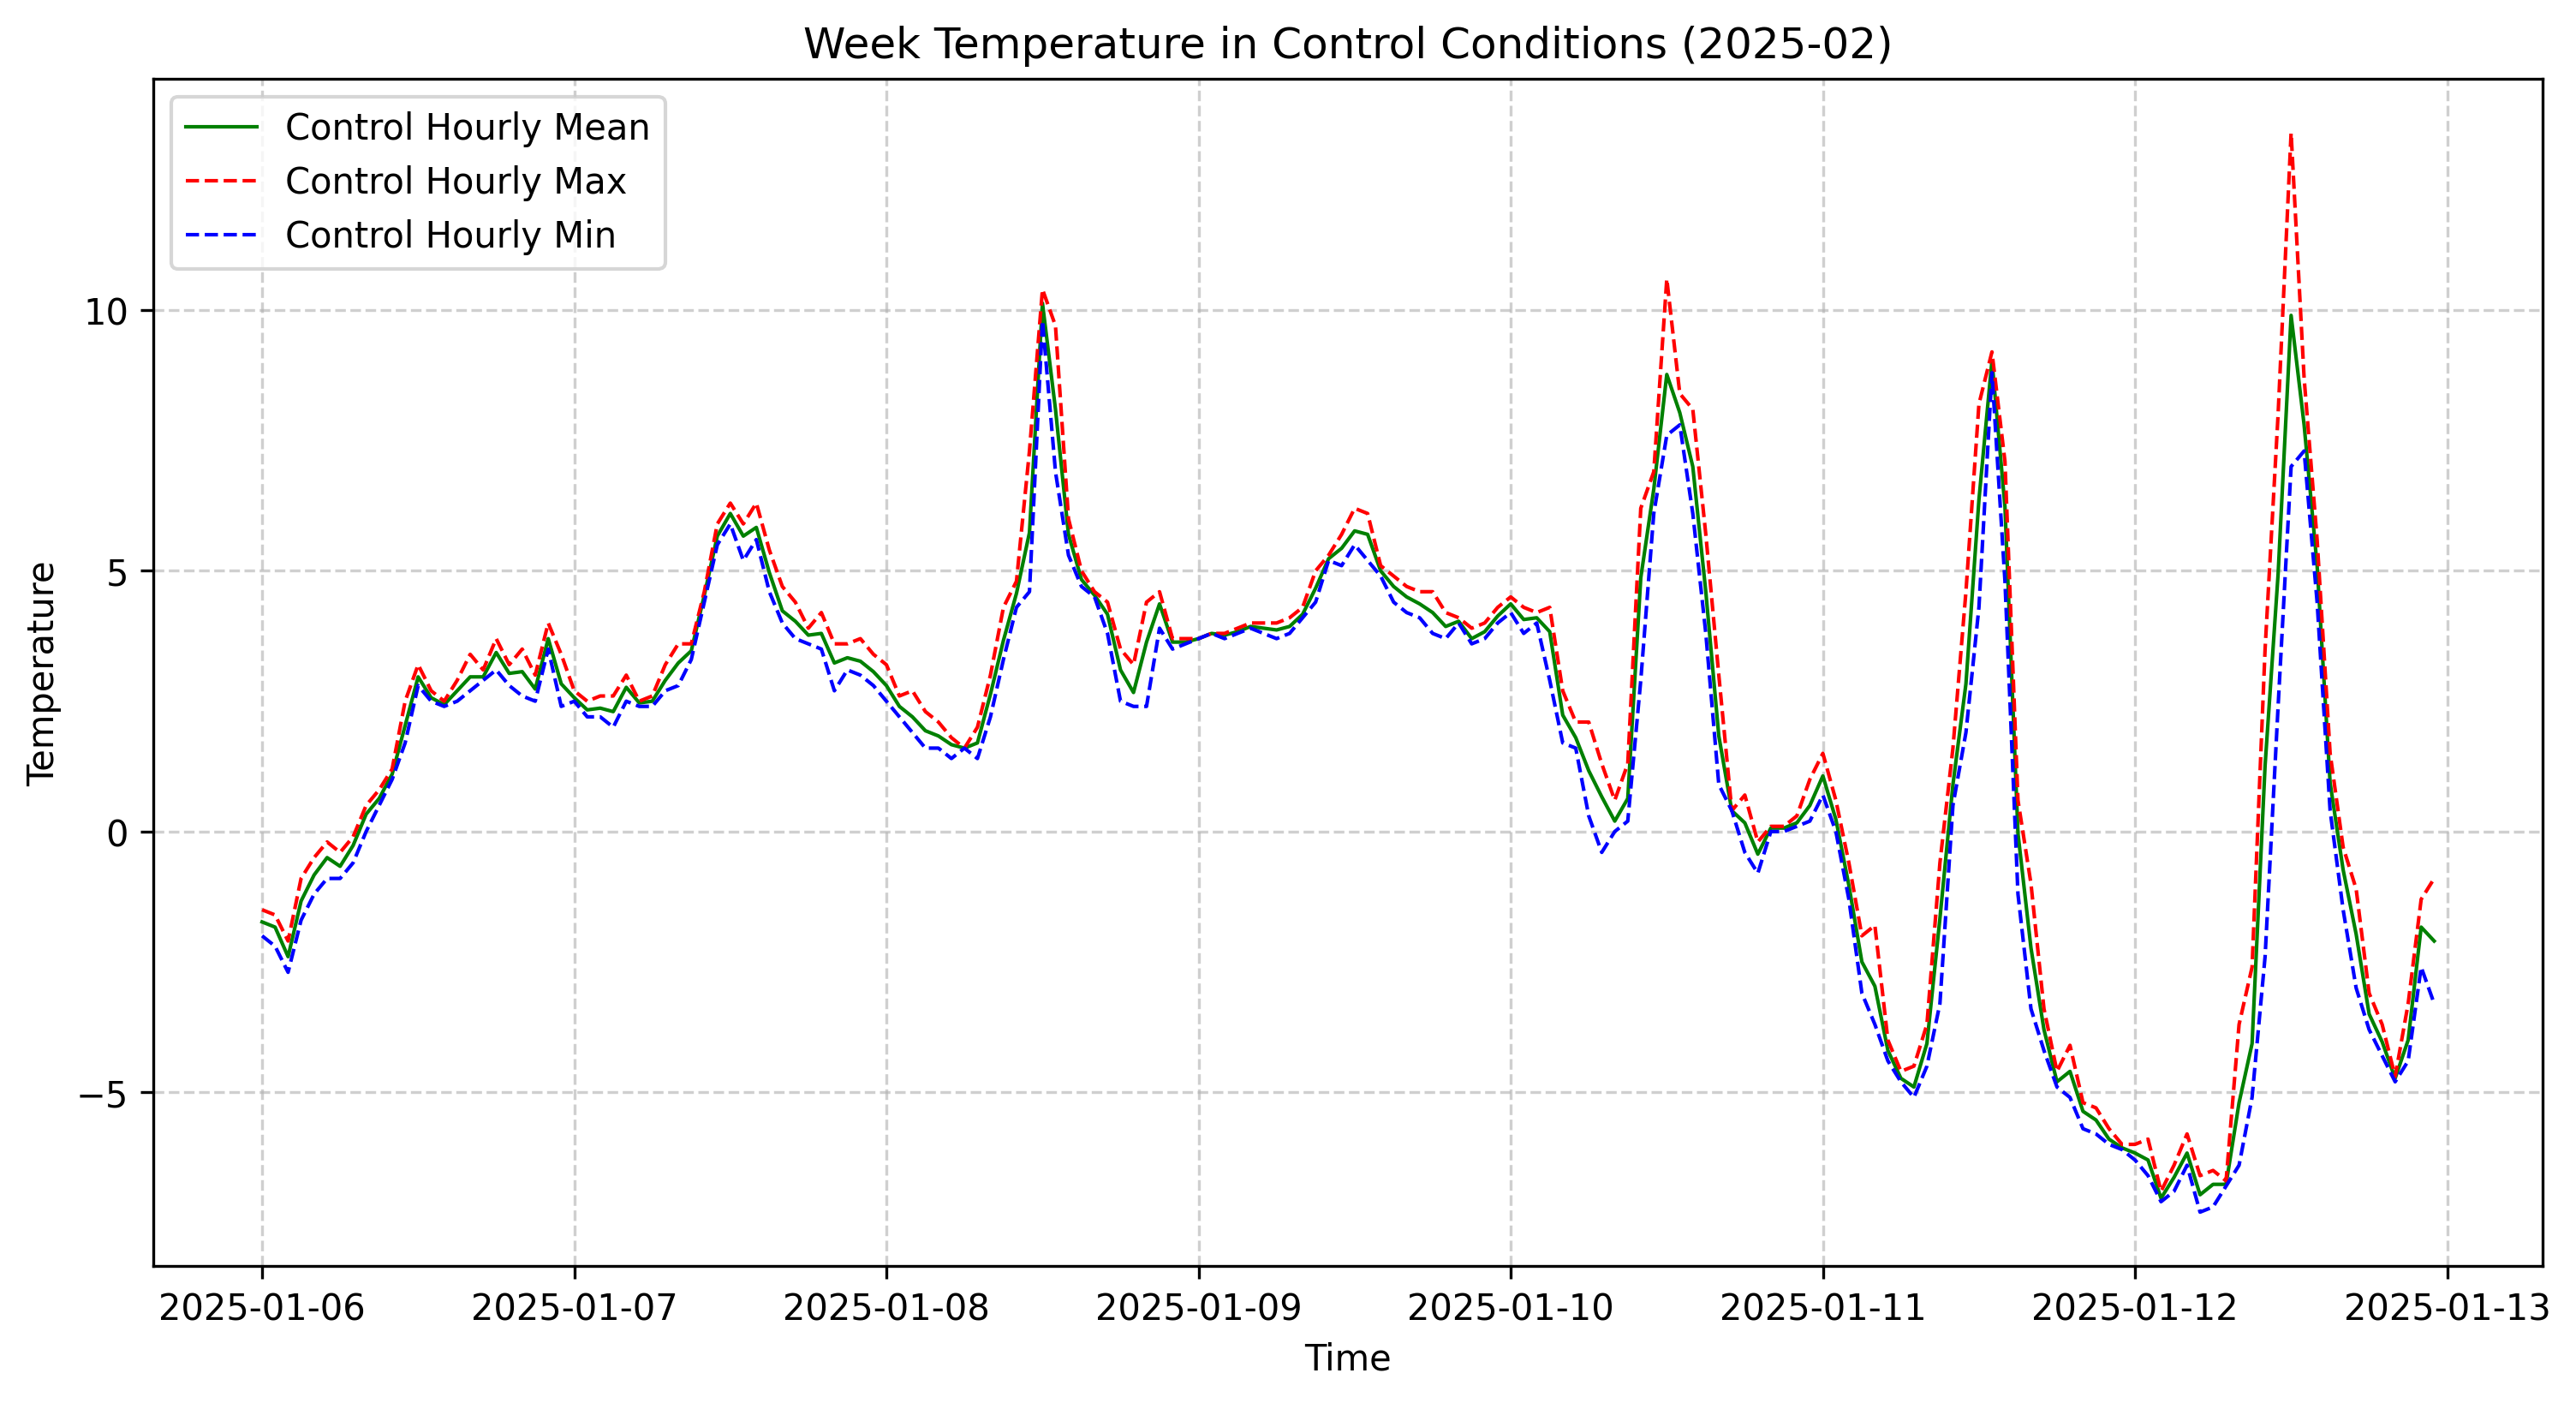 Week Temperature in Control Conditions (2025-02)
Control Hourly Mean
Control Hourly Max
Control Hourly Min
Temperature
10
5
0
−5
2025-01-06 2025-01-07 2025-01-08 2025-01-09 2025-01-10 2025-01-11 2025-01-12 2025-01-13
Time